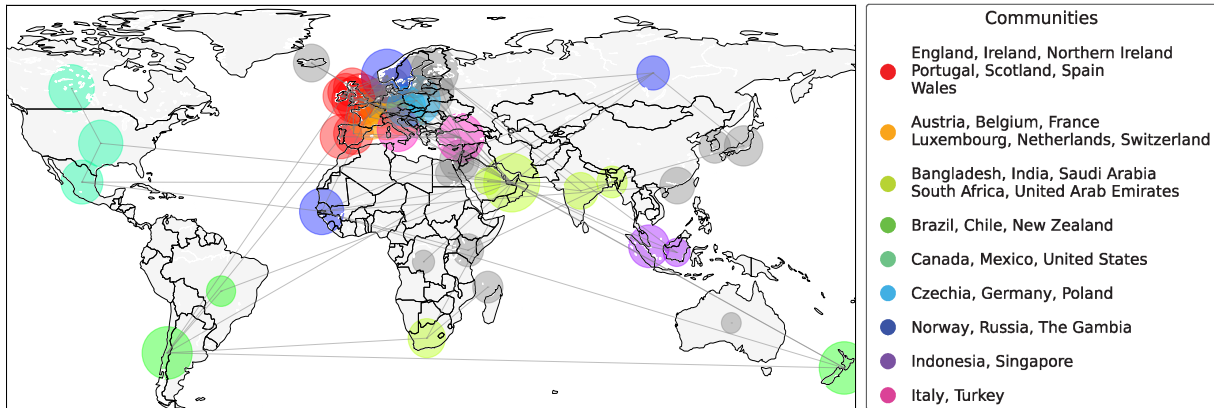 Communities
England, Ireland, Northern Ireland
Portugal, Scotland, Spain
Wales
Austria, Belgium, France
Luxembourg, Netherlands, Switzerland
Bangladesh, India, Saudi Arabia
South Africa, United Arab Emirates
Brazil, Chile, New Zealand
Canada, Mexico, United States
Czechia, Germany, Poland
Norway, Russia, The Gambia
Indonesia, Singapore
Italy, Turkey